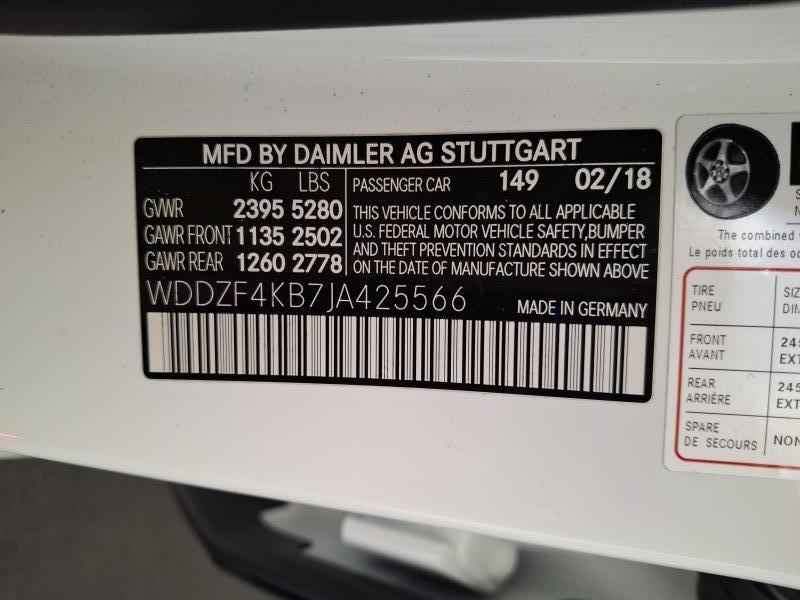 MFD BY DAIMLER AG STUTTGART
KG LBS
GVWR 2395 5280
GAWR FRONT 1135 2502
GAWR REAR 1260 2778
PASSENGER CAR 149 02/18
THIS VEHICLE CONFORMS TO ALL APPLICABLE
U.S. FEDERAL MOTOR VEHICLE SAFETY, BUMPER
AND THEFT PREVENTION STANDARDS IN EFFECT
ON THE DATE OF MANUFACTURE SHOWN ABOVE
WDDZF4KB7JA425566
MADE IN GERMANY
The combined
Le poids total des
TIRE
PNEU
FRONT
AVANT
REAR
ARRIÈRE
SPARE
DE SECOURS